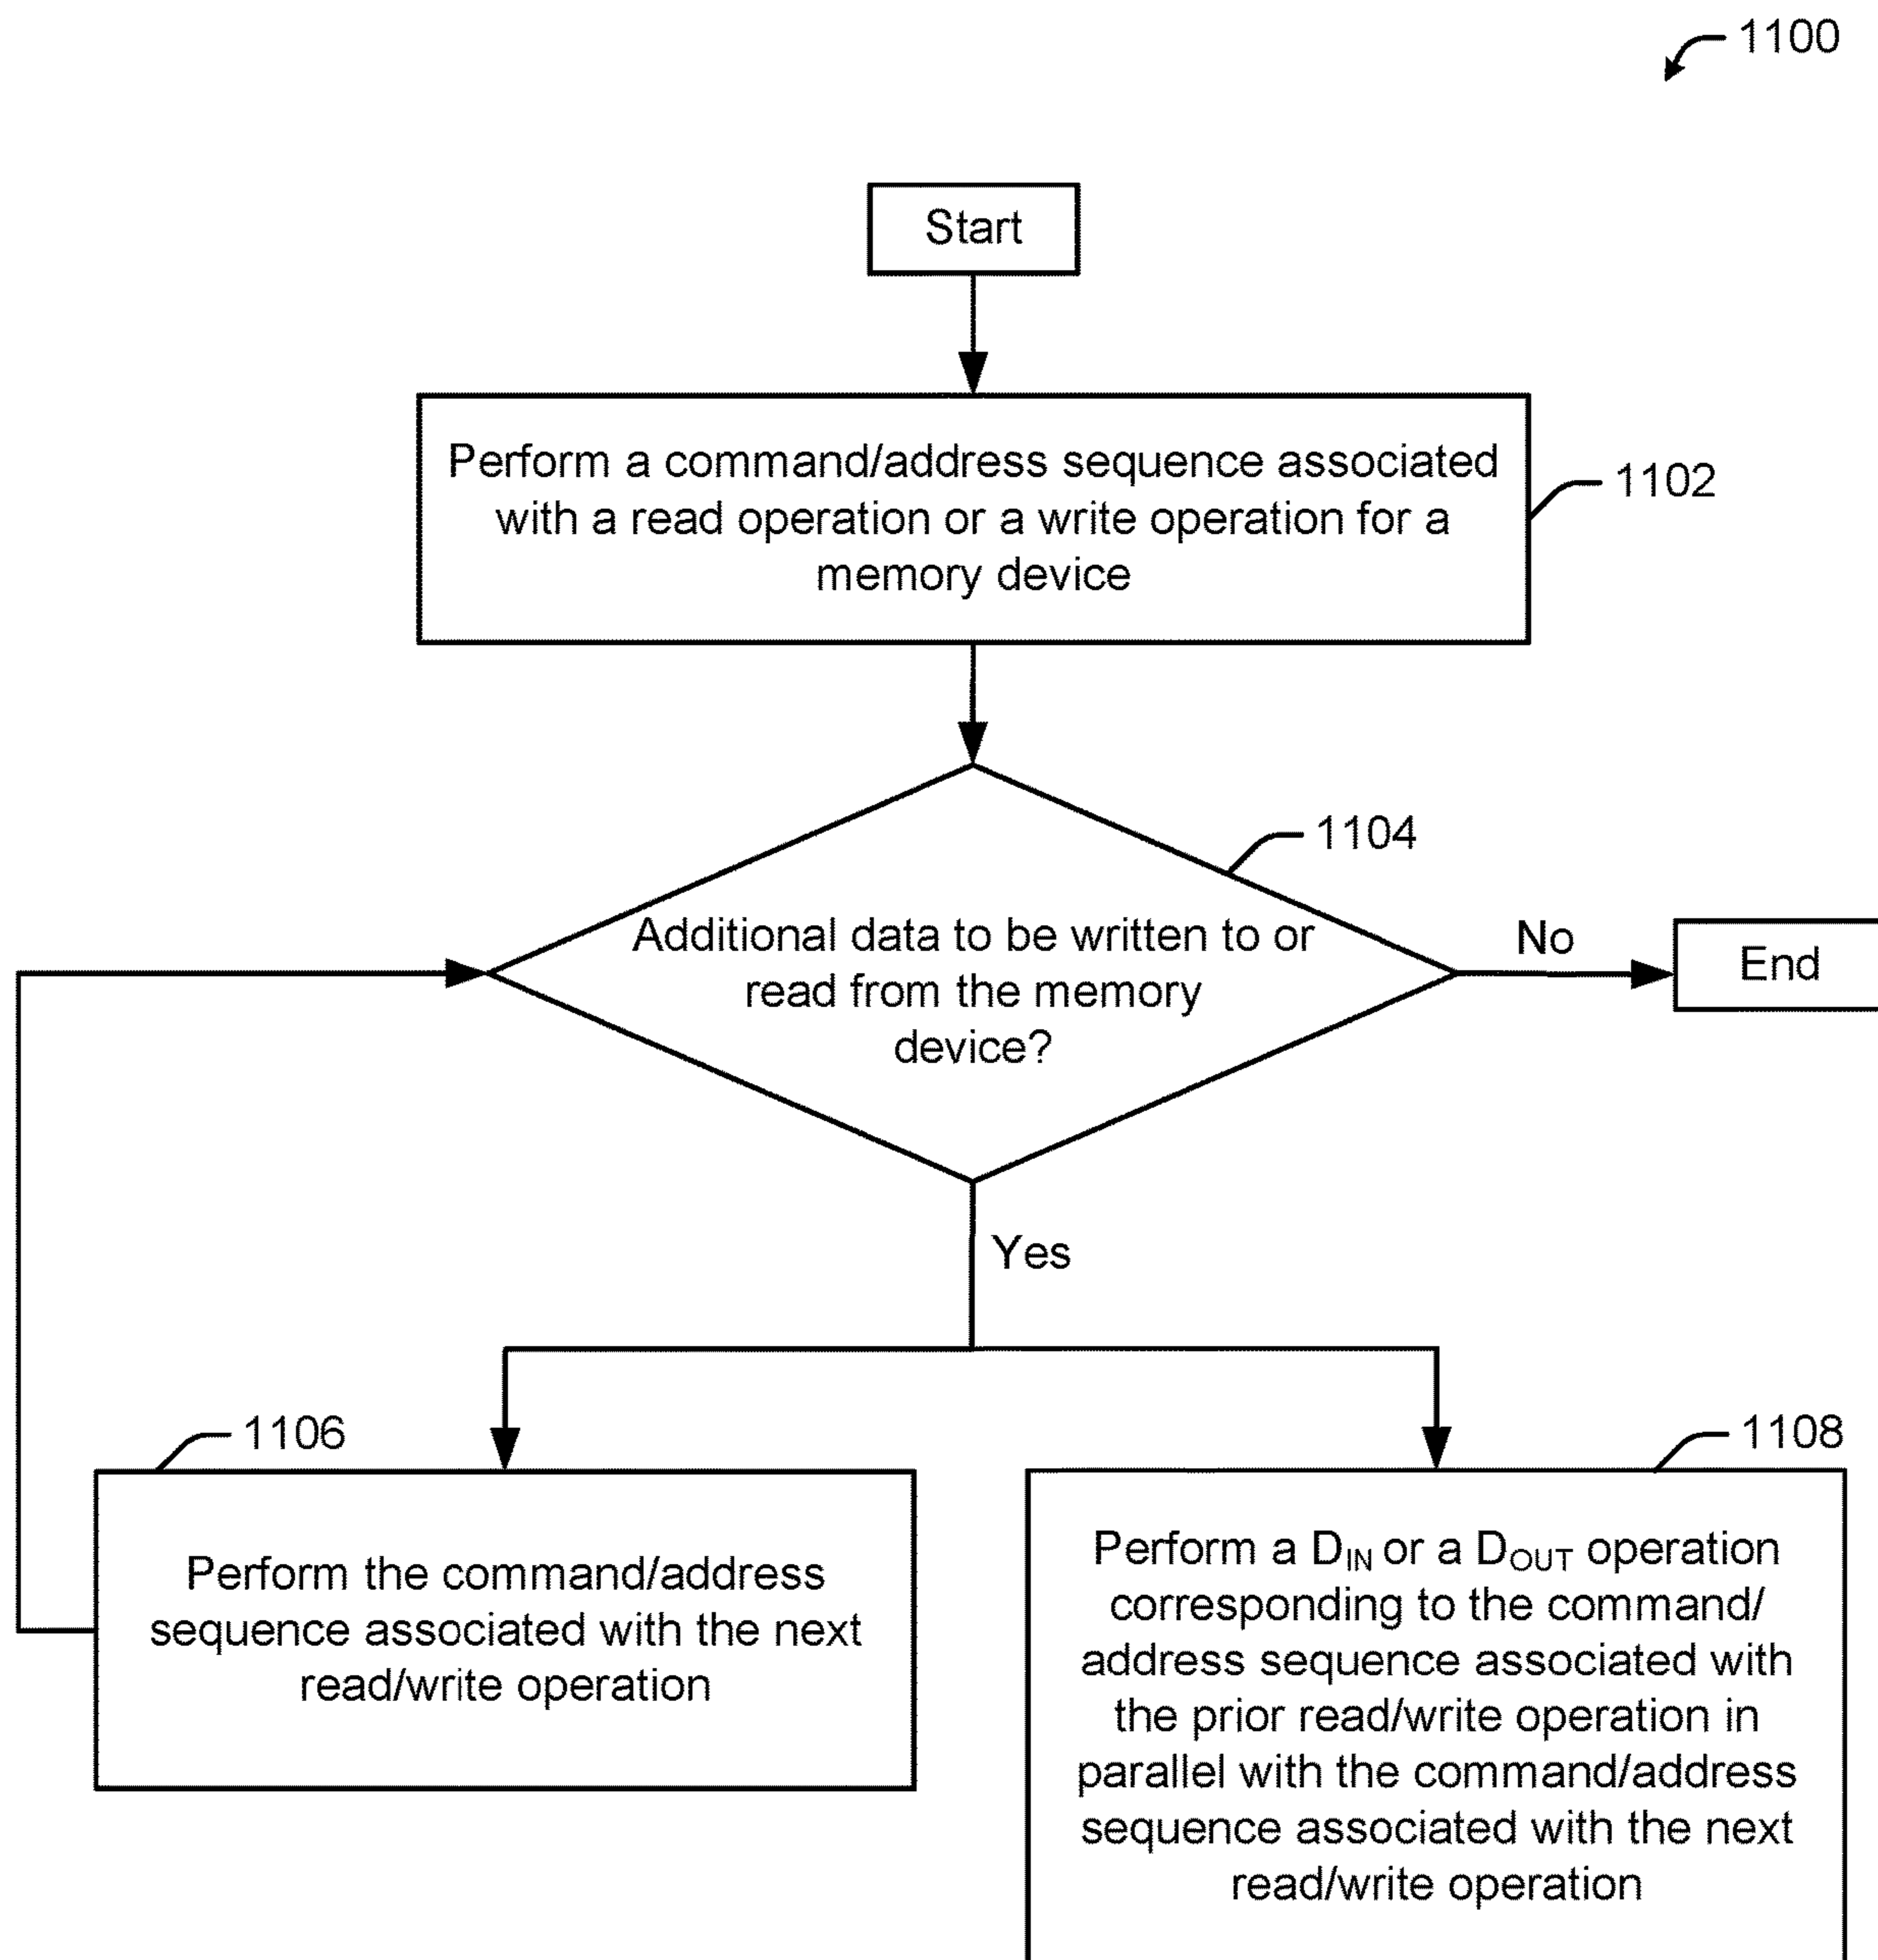 1100
Start
Perform a command/address sequence associated
with a read operation or a write operation for a
memory device
1102
1104
Additional data to be written to or
read from the memory
device?
No
End
Yes
1106
Perform the command/address
sequence associated with the next
read/write operation
1108
Perform a DIN or a DOUT operation
corresponding to the command/
address sequence associated with
the prior read/write operation in
parallel with the command/address
sequence associated with the next
read/write operation